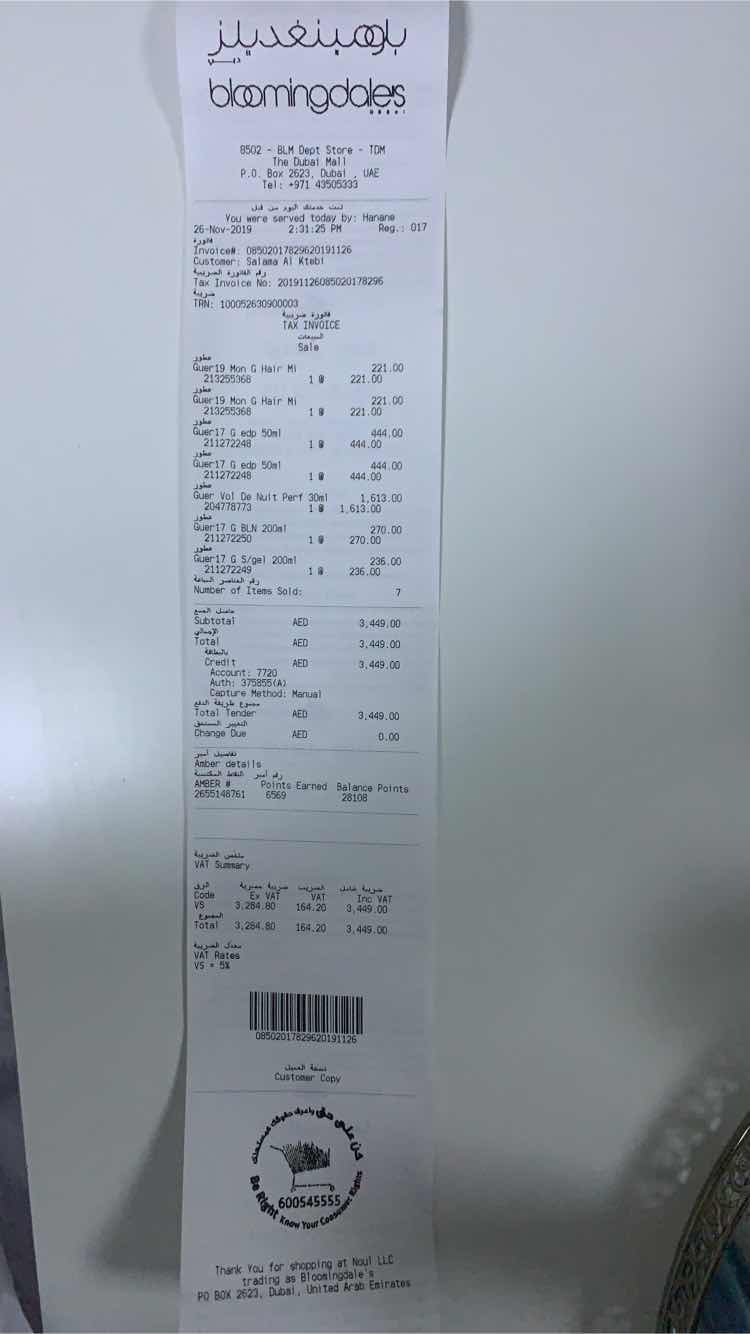 بلومينغديلز
دبي
bloomingdale's
DUBAI
8502 - BLM Dept Store - TDM
The Dubai Mall
P.O. Box 2623, Dubai , UAE
Tel: +971 43505333
تمت خدمتك اليوم من قبل
You were served today by: Hanane
26-Nov-2019 2:31:25 PM Reg.: 017
فاتورة
Invoice#: 08502017829620191126
Customer: Salama Al Ktebi
رقم الفاتورة الضريبية
Tax Invoice No: 20191126085020178296
ضريبة
TRN: 100052630900003
فاتورة ضريبية
TAX INVOICE
المبيعات
Sale
عطور
Guer19 Mon G Hair Mi 221.00
213255368 1 @ 221.00
عطور
Guer19 Mon G Hair Mi 221.00
213255368 1 @ 221.00
عطور
Guer17 G edp 50ml 444.00
211272248 1 @ 444.00
عطور
Guer17 G edp 50ml 444.00
211272248 1 @ 444.00
عطور
Guer Vol De Nuit Perf 30ml 1,613.00
204778773 1 @ 1,613.00
عطور
Guer17 G BLN 200ml 270.00
211272250 1 @ 270.00
عطور
Guer17 G S/gel 200ml 236.00
211272249 1 @ 236.00
رقم العناصر المباعة
Number of Items Sold: 7
حاصل الجمع
Subtotal AED 3,449.00
الإجمالي
Total AED 3,449.00
بالبطاقة
Credit AED 3,449.00
Account: 7720
Auth: 375855(A)
Capture Method: Manual
مجموع طريقة الدفع
Total Tender AED 3,449.00
التغيير المستحق
Change Due AED 0.00
تفاصيل أمبر
Amber details
رقم أمبر النقاط المكتسبة
AMBER # Points Earned Balance Points
2655148761 6569 28108
ملخص الضريبة
VAT Summary
Code Ex VAT VAT Inc VAT
VS 3,284.80 164.20 3,449.00
المجموع
Total 3,284.80 164.20 3,449.00
معدل الضريبة
VAT Rates
VS = 5%
08502017829620191126
نسخة العميل
Customer Copy
كن على حق واعرف حقوقك كمستهلك
600545555
Be Right Know Your Consumer Rights
Thank You for shopping at Noul LLC
trading as Bloomingdale's
PO BOX 2623, Dubai, United Arab Emirates